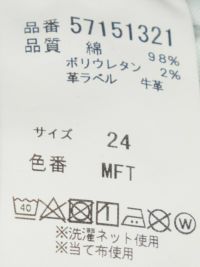 品番 57151321
品質 綿 98%
ポリウレタン 2%
革ラベル 牛革
サイズ 24
色番 MFT
40 W
※洗濯ネット使用
※当て布使用